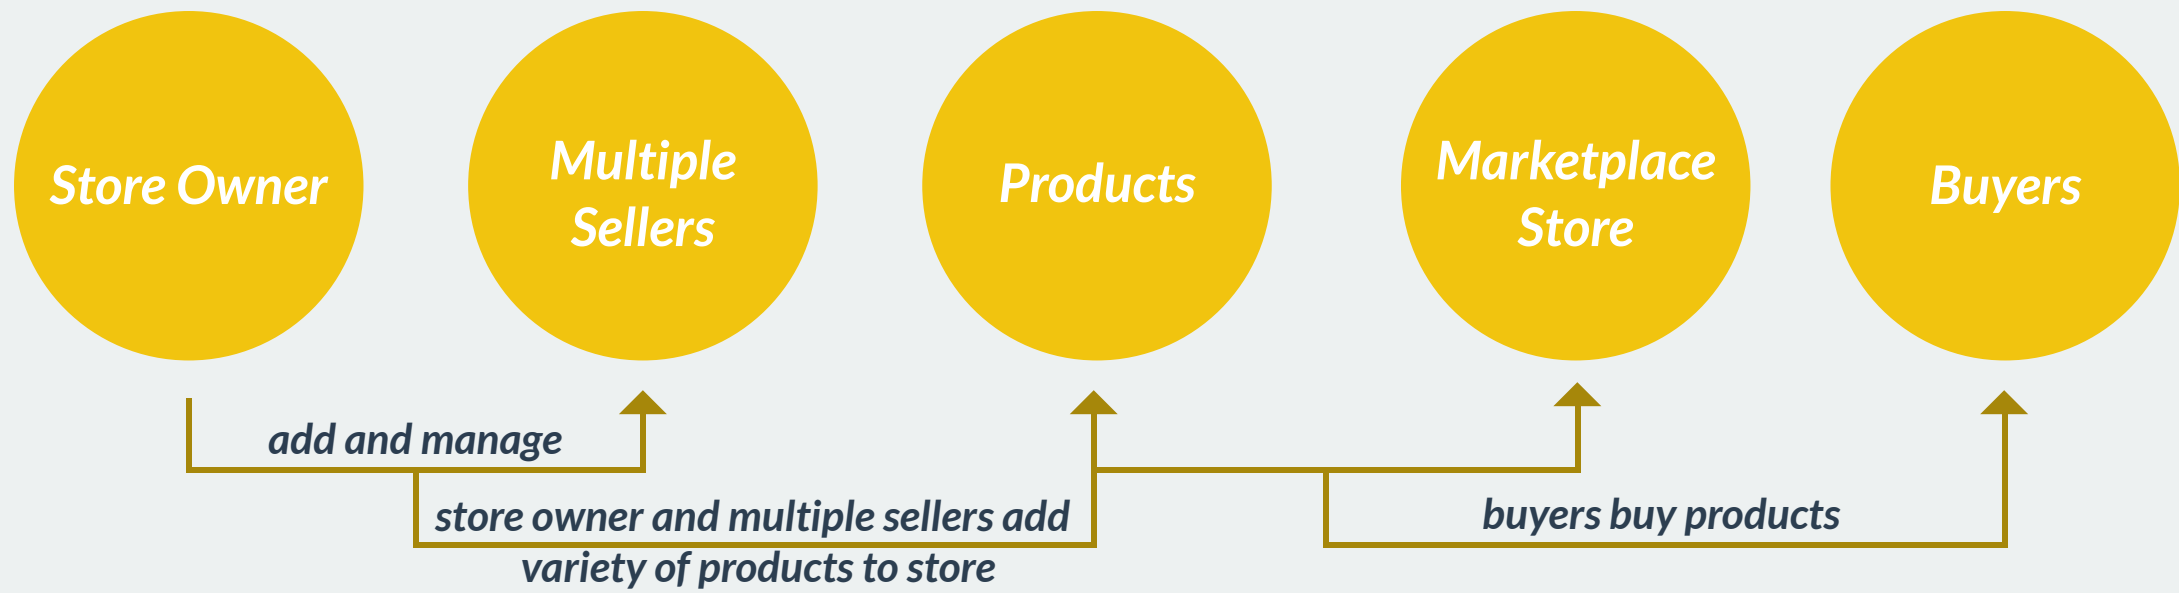 Store Owner
Multiple
Sellers
Products
Marketplace
Store
Buyers
add and manage
store owner and multiple sellers add
variety of products to store
buyers buy products